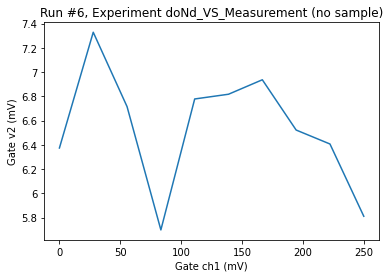 Run #6, Experiment doNd_VS_Measurement (no sample)
7.4
7.2
7
6.8
6.6
6.4
6.2
6
5.8
Gate v2 (mV)
0 50 100 150 200 250
Gate ch1 (mV)